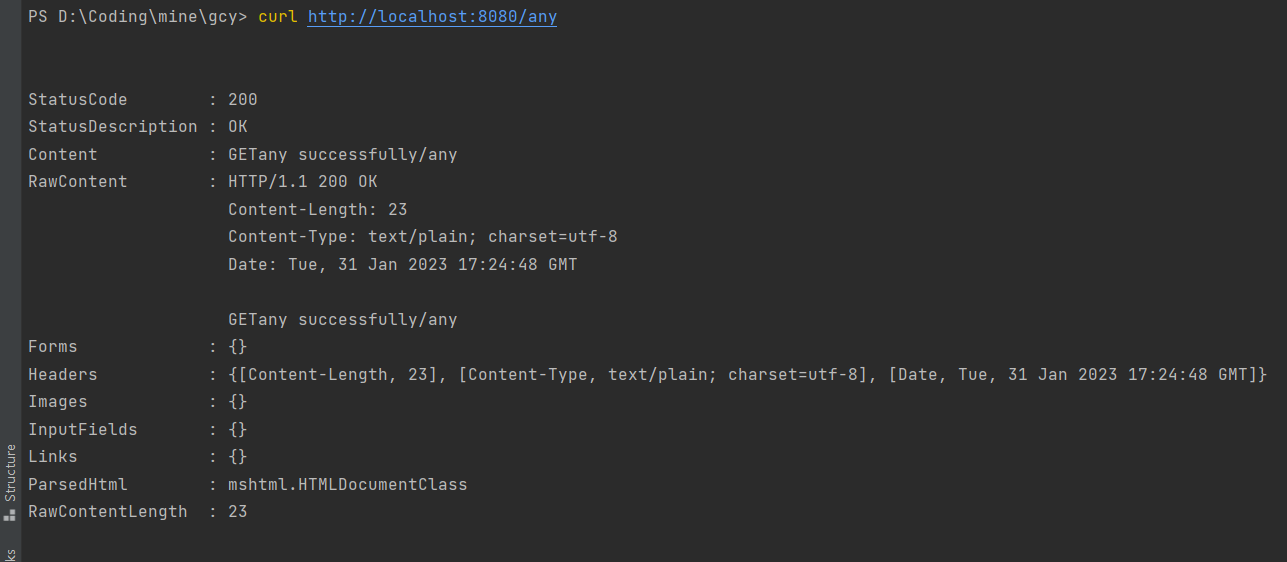 PS D:\Coding\mine\gcy> curl http://localhost:8080/any
StatusCode        : 200
StatusDescription : OK
Content           : GETany successfully/any
RawContent        : HTTP/1.1 200 OK
                    Content-Length: 23
                    Content-Type: text/plain; charset=utf-8
                    Date: Tue, 31 Jan 2023 17:24:48 GMT

                    GETany successfully/any
Forms             : {}
Headers           : {[Content-Length, 23], [Content-Type, text/plain; charset=utf-8], [Date, Tue, 31 Jan 2023 17:24:48 GMT]}
Images            : {}
InputFields       : {}
Links             : {}
ParsedHtml        : mshtml.HTMLDocumentClass
RawContentLength  : 23
Structure
ks